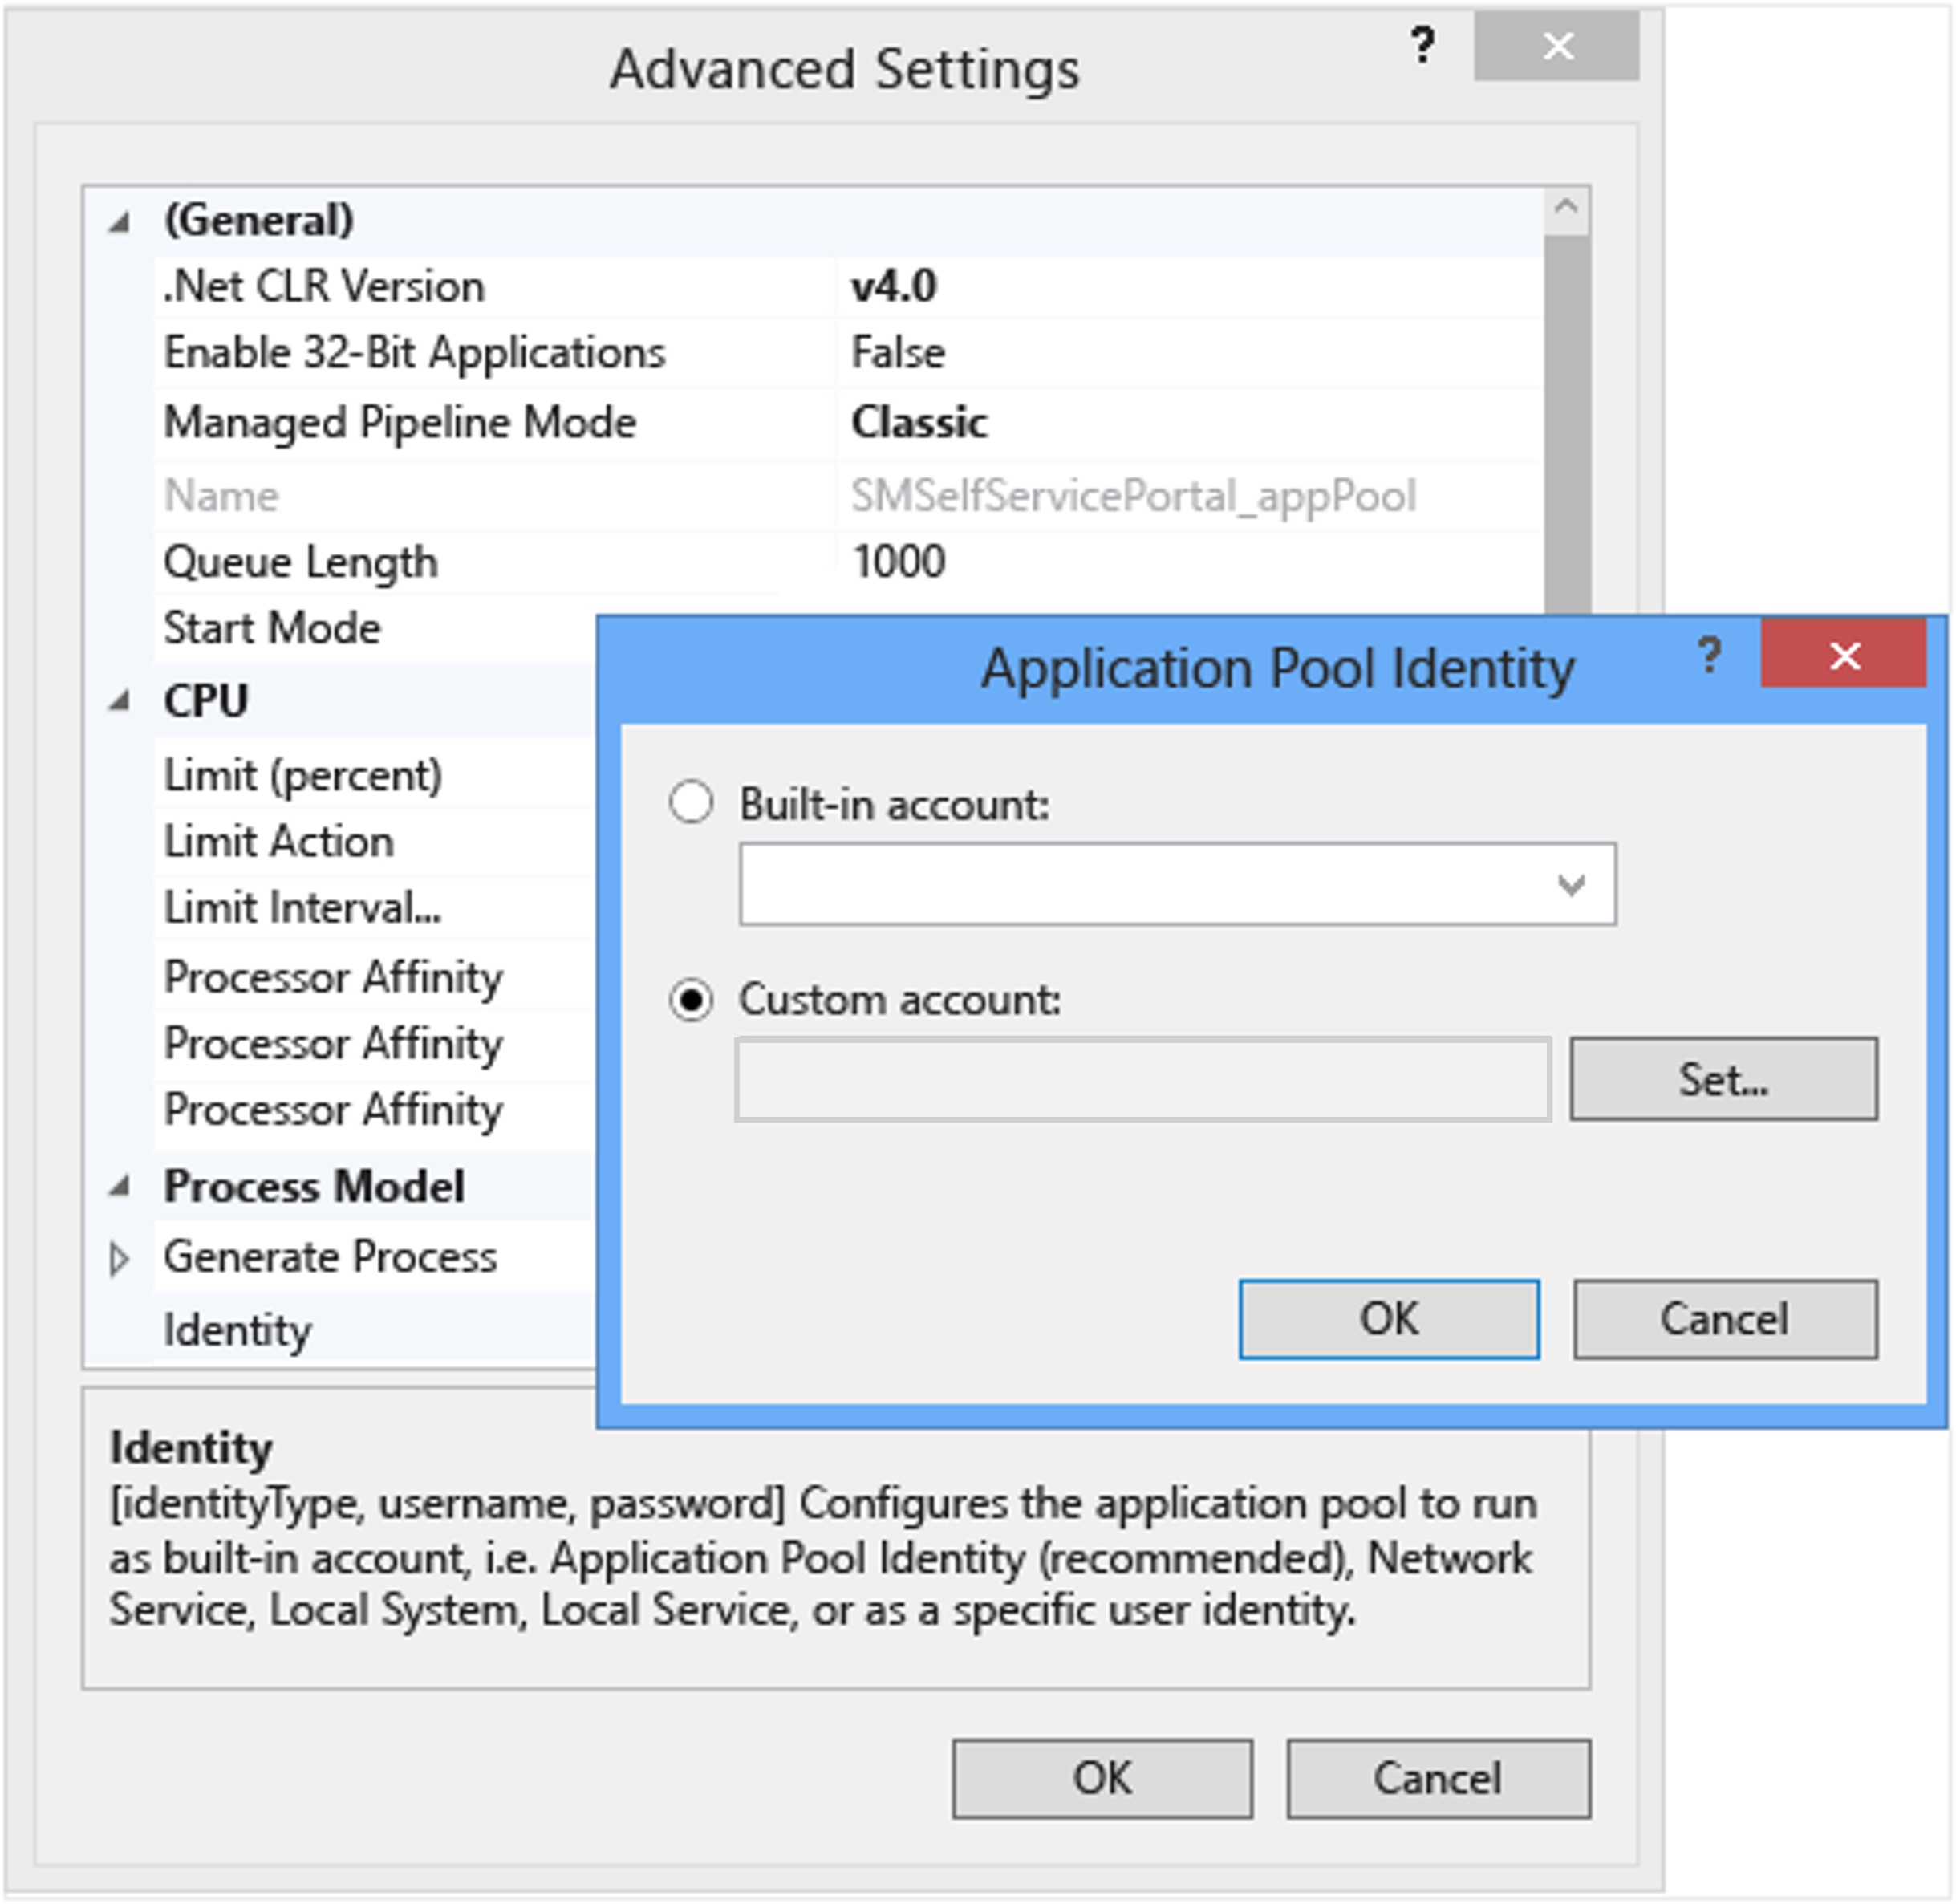 Advanced Settings
?
(General)
.Net CLR Version v4.0
Enable 32-Bit Applications False
Managed Pipeline Mode Classic
Name SMSelfServicePortal_appPool
Queue Length 1000
Start Mode
CPU
Limit (percent)
Limit Action
Limit Interval...
Processor Affinity
Processor Affinity
Processor Affinity
Process Model
Generate Process
Identity
Application Pool Identity
?
Built-in account:
Custom account:
Set...
OK Cancel
Identity
[identityType, username, password] Configures the application pool to run
as built-in account, i.e. Application Pool Identity (recommended), Network
Service, Local System, Local Service, or as a specific user identity.
OK Cancel